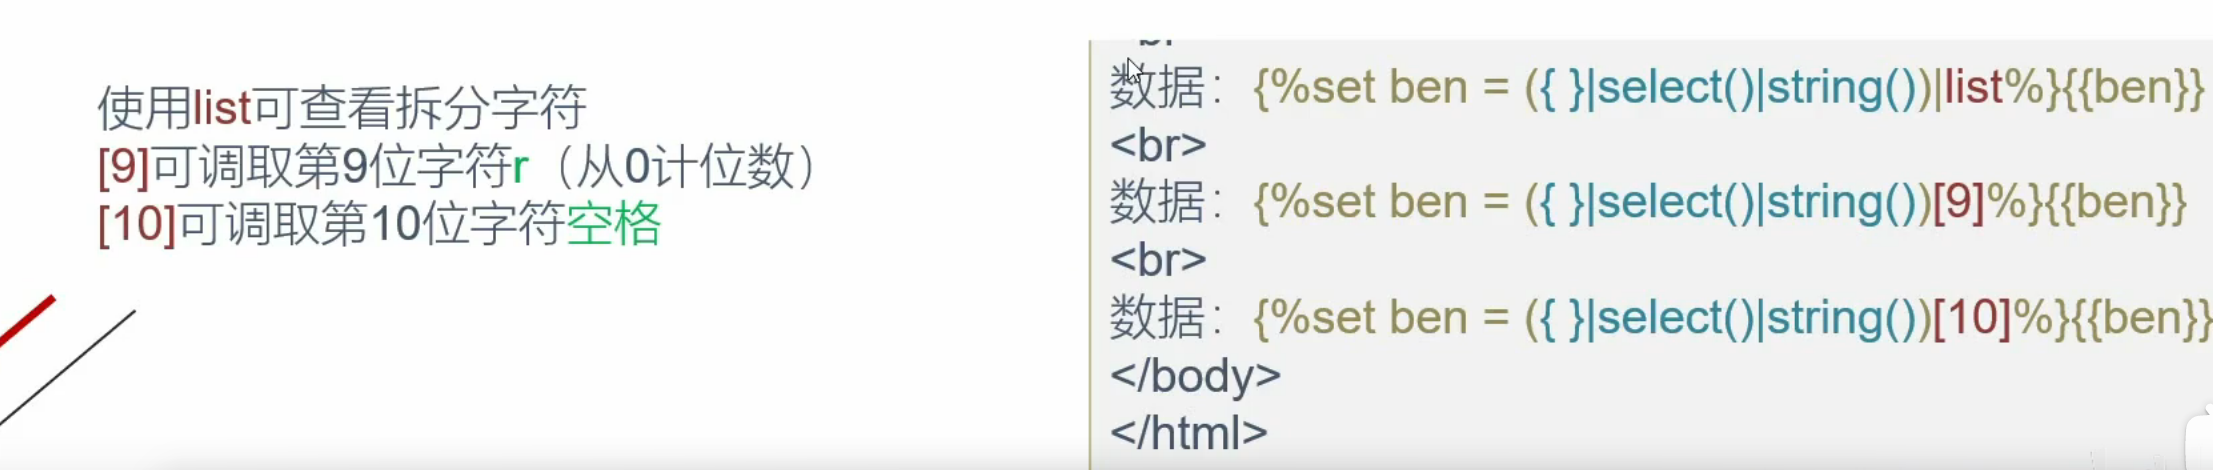 使用list可查看拆分字符
[9]可调取第9位字符r（从0计位数）
[10]可调取第10位字符空格
数据：{%set ben = ({ }|select()|string())|list%}{{ben}}
<br>
数据：{%set ben = ({ }|select()|string())[9]%}{{ben}}
<br>
数据：{%set ben = ({ }|select()|string())[10]%}{{ben}}
</body>
</html>